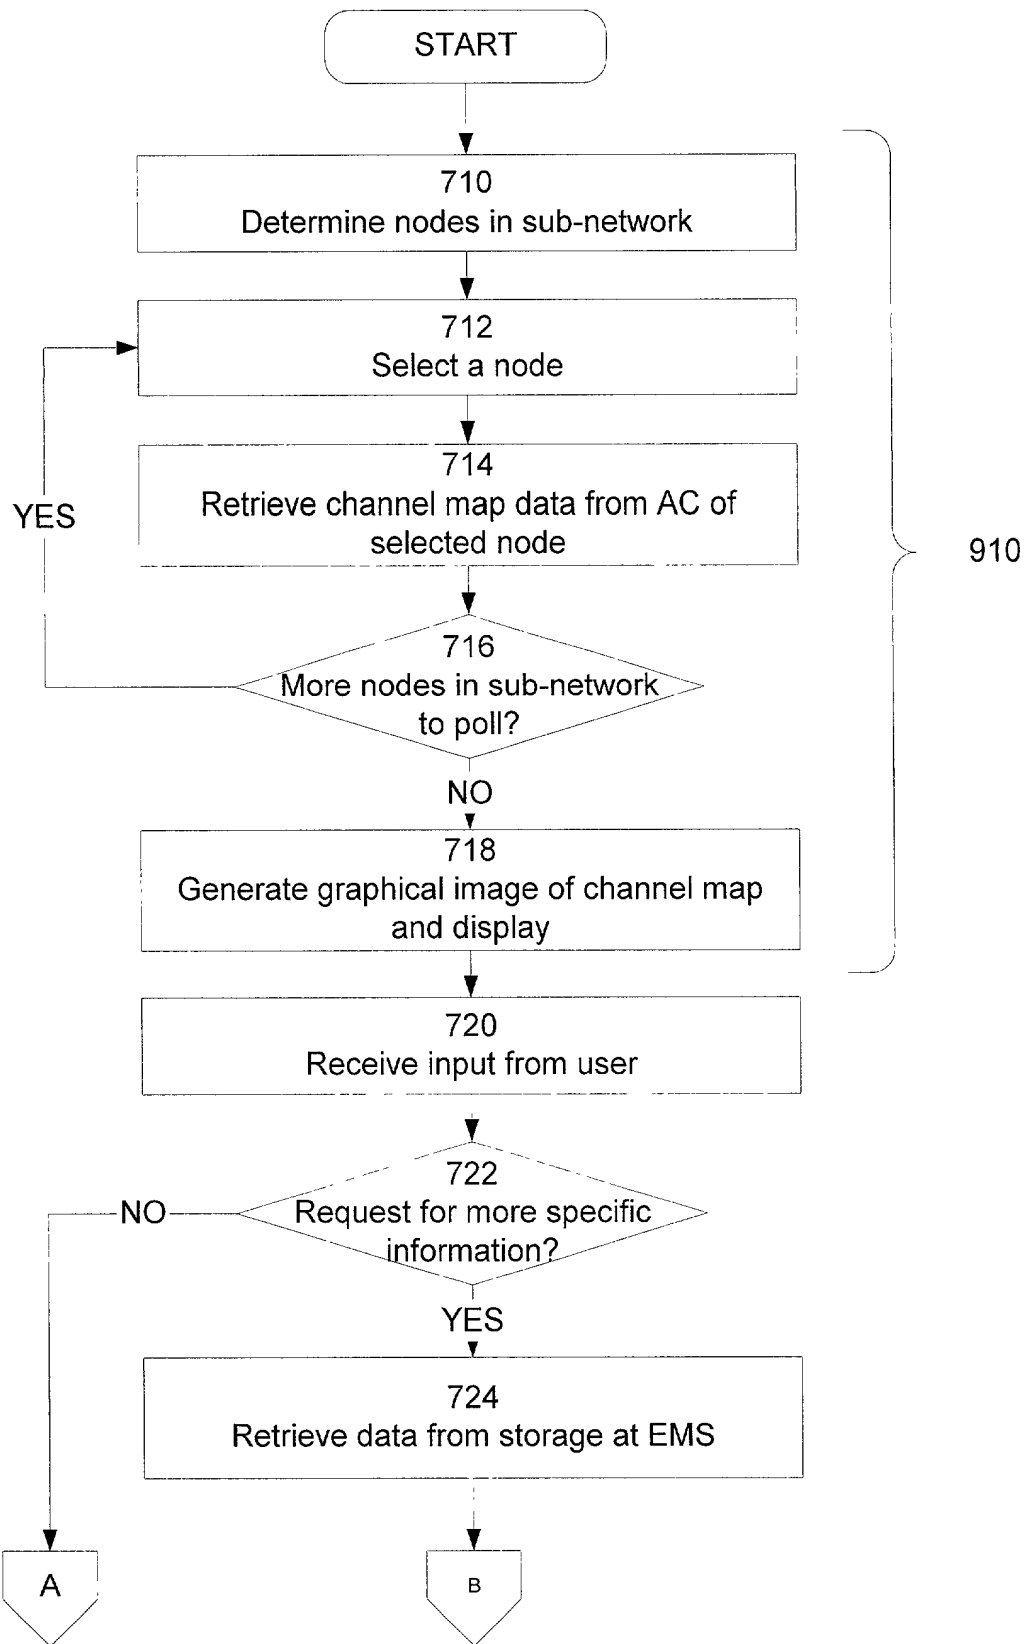 START
710
Determine nodes in sub-network
712
Select a node
714
Retrieve channel map data from AC of
selected node
YES
910
716
More nodes in sub-network
to poll?
NO
718
Generate graphical image of channel map
and display
720
Receive input from user
722
Request for more specific
information?
NO
YES
724
Retrieve data from storage at EMS
A
B